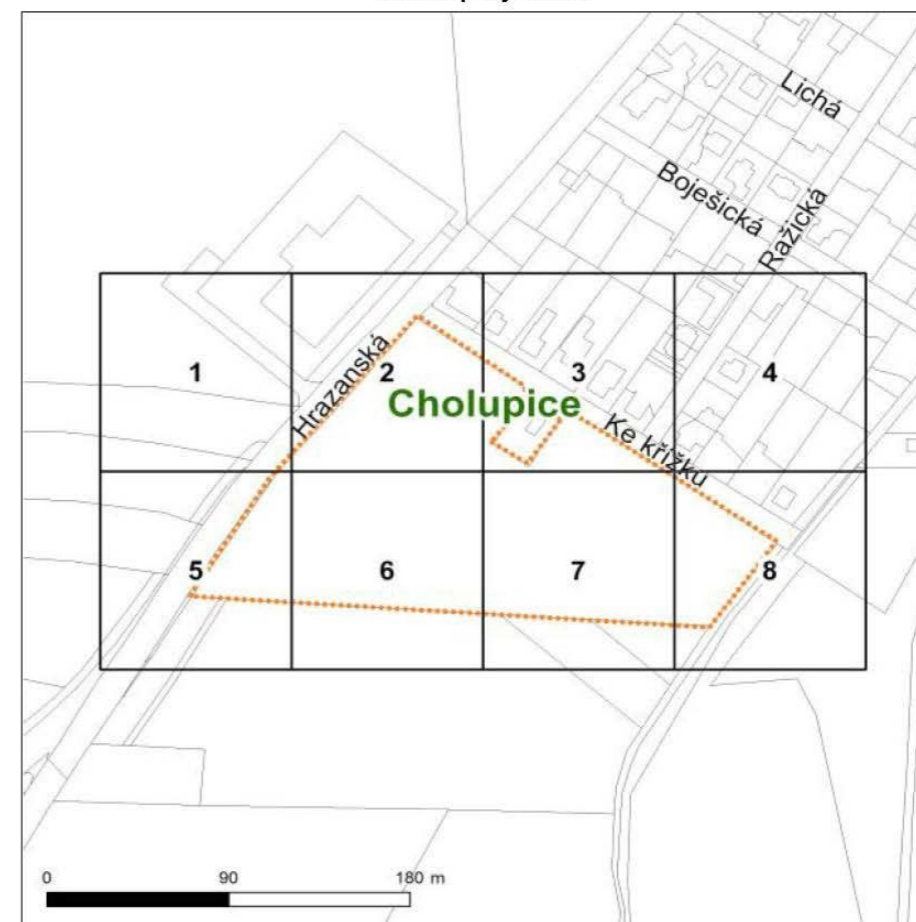 Lichá
Boješická
Ražická
1
2
3
4
Hrazanská
Cholupice
Ke křížku
5
6
7
8
0 90 180 m